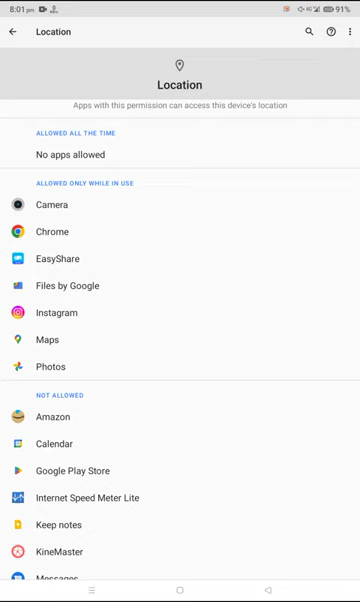 8:01 pm 91%
Location
Location
Apps with this permission can access this device's location
ALLOWED ALL THE TIME
No apps allowed
ALLOWED ONLY WHILE IN USE
Camera
Chrome
EasyShare
Files by Google
Instagram
Maps
Photos
NOT ALLOWED
Amazon
Calendar
Google Play Store
Internet Speed Meter Lite
Keep notes
KineMaster
Messages